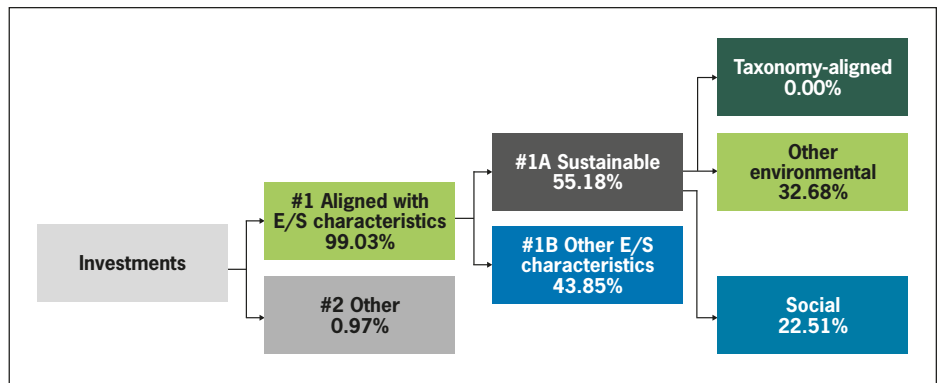 Investments
#1 Aligned with
E/S characteristics
99.03%
#2 Other
0.97%
#1A Sustainable
55.18%
#1B Other E/S
characteristics
43.85%
Taxonomy-aligned
0.00%
Other
environmental
32.68%
Social
22.51%